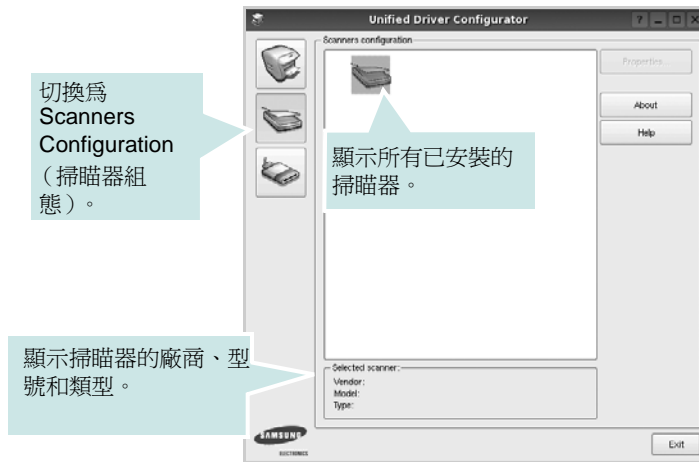 Unified Driver Configurator
Scanners configuration
Properties...
About
Help
切換爲
Scanners
Configuration
（掃瞄器組
態）。
顯示所有已安裝的
掃瞄器。
顯示掃瞄器的廠商、型
號和類型。
Selected scanner:
Vendor:
Model:
Type:
SAMSUNG
ELECTRONICS
Exit